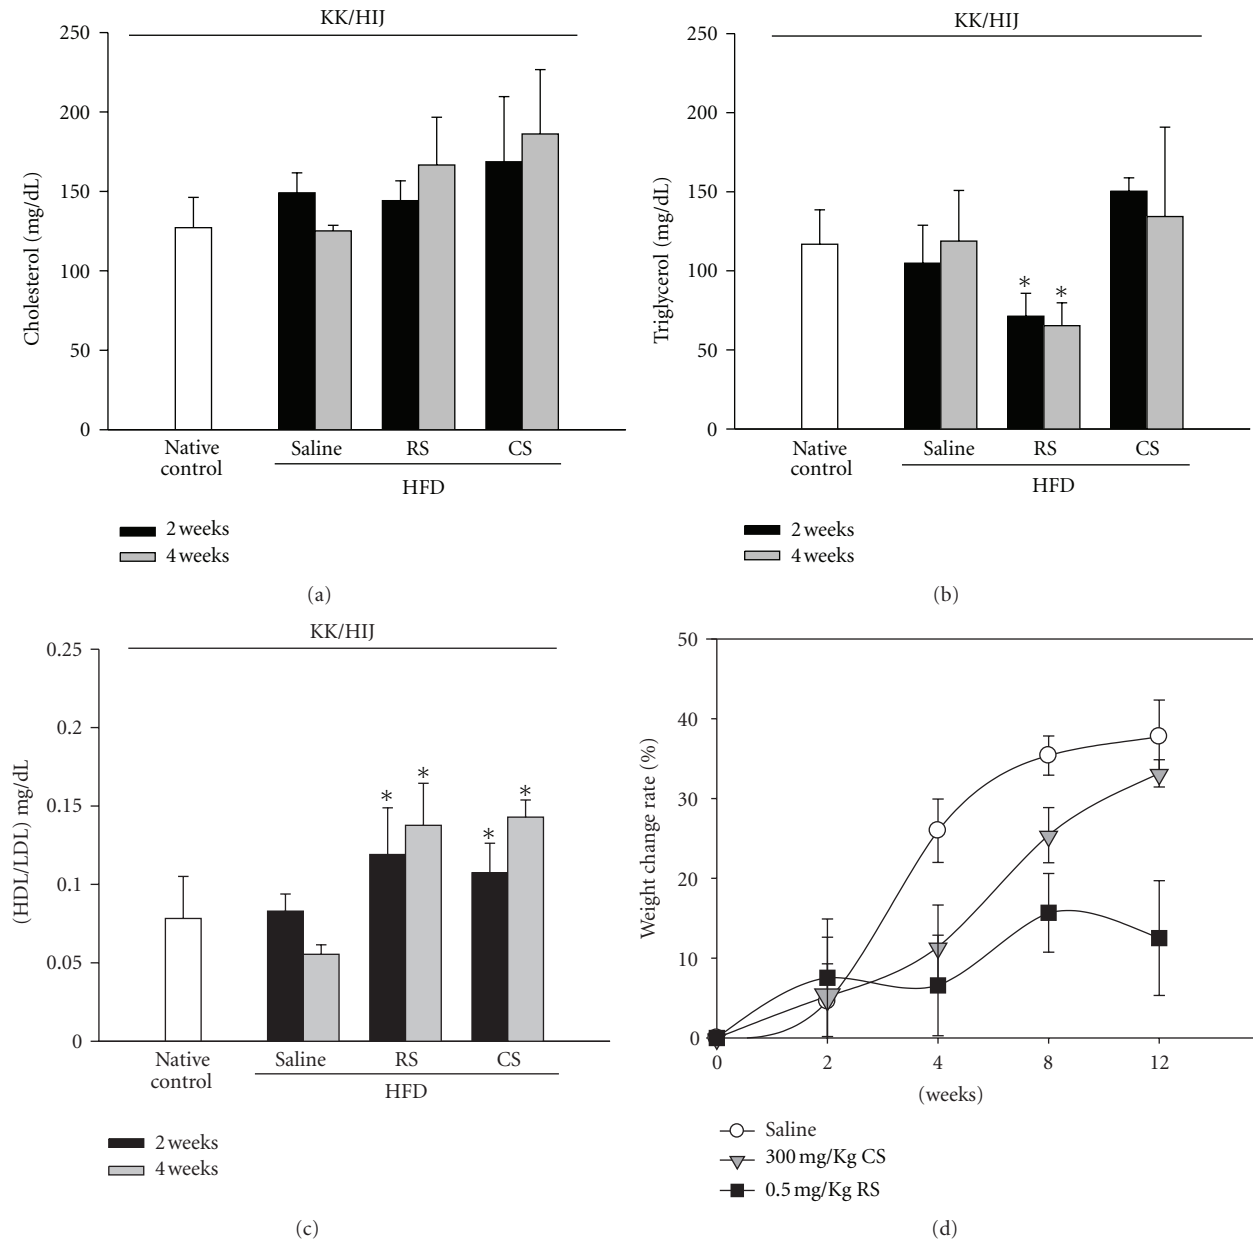 KK/HIJ
250
200
150
100
50
0
Cholesterol (mg/dL)
Native
control
Saline
RS
CS
HFD
2 weeks
4 weeks
(a)
KK/HIJ
250
200
150
100
50
0
Triglycerol (mg/dL)
*
*
Native
control
Saline
RS
CS
HFD
2 weeks
4 weeks
(b)
KK/HIJ
0.25
0.2
0.15
0.1
0.05
0
(HDL/LDL) mg/dL
*
*
*
*
Native
control
Saline
RS
CS
HFD
2 weeks
4 weeks
(c)
50
40
30
20
10
0
Weight change rate (%)
0
2
4
8
12
(weeks)
Saline
300 mg/Kg CS
0.5 mg/Kg RS
(d)